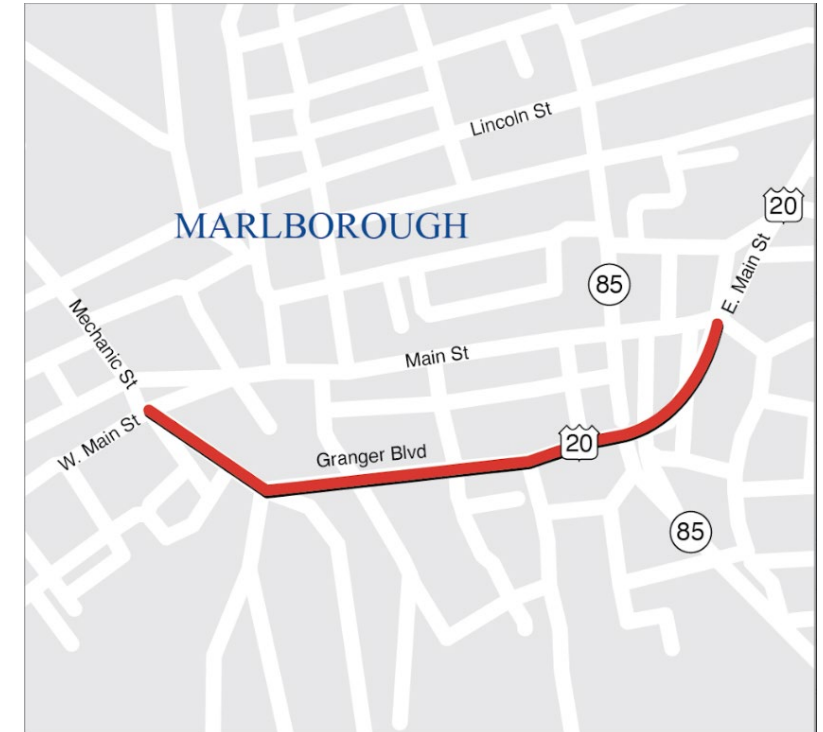 Lincoln St
20
MARLBOROUGH
E. Main St
85
Mechanic St
Main St
W. Main St
20
Granger Blvd
85